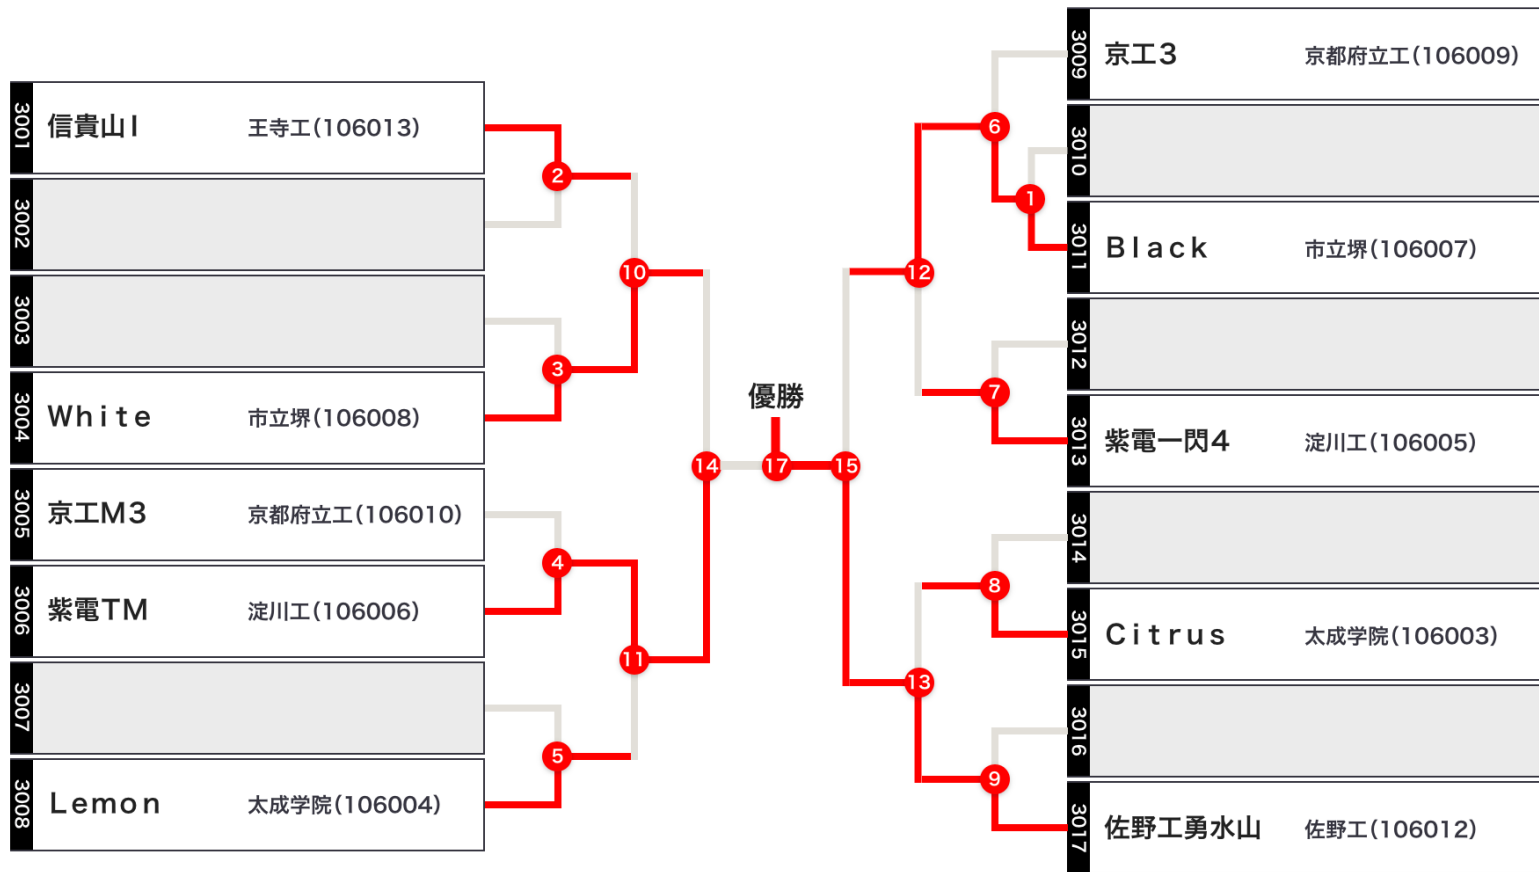 3001 信貴山Ⅰ 王寺工(106013)
3002
3003
3004 White 市立堺(106008)
3005 京工M3 京都府立工(106010)
3006 紫電TM 淀川工(106006)
3007
3008 Lemon 太成学院(106004)
2
3
4
5
10
11
14
優勝
17
15
12
13
6
1
7
8
9
3009 京工3 京都府立工(106009)
3010
3011 Black 市立堺(106007)
3012
3013 紫電一閃4 淀川工(106005)
3014
3015 Citrus 太成学院(106003)
3016
3017 佐野工勇水山 佐野工(106012)